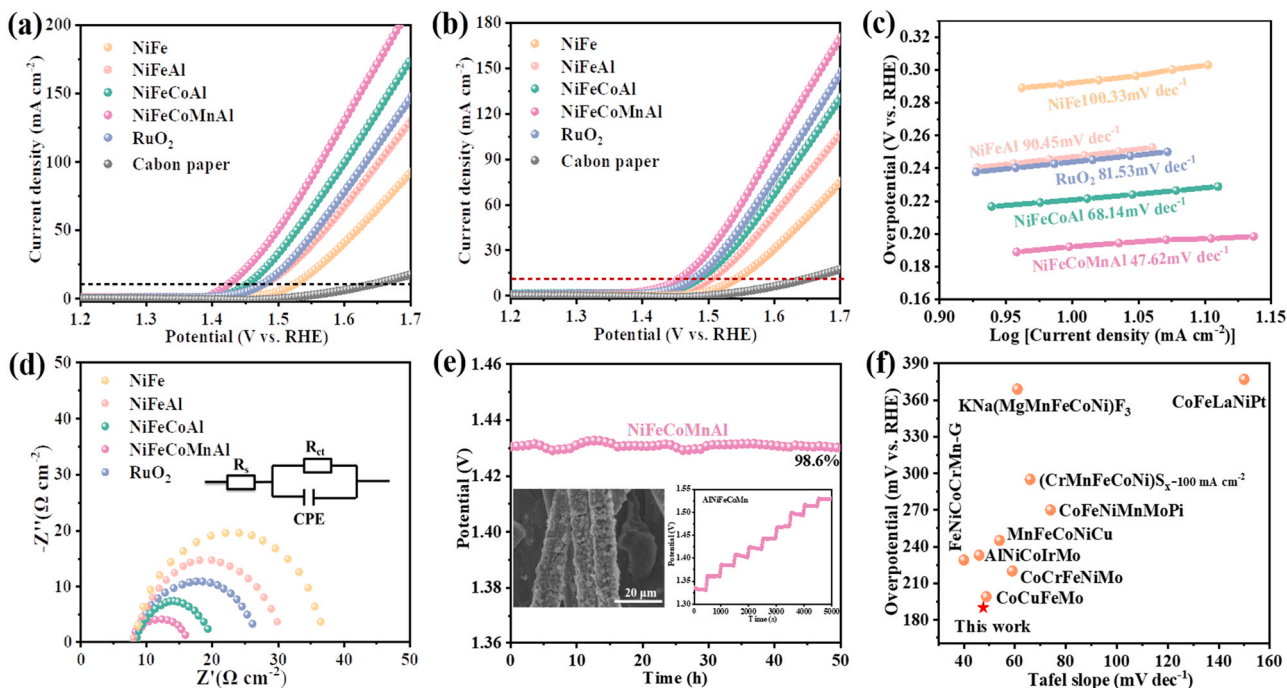 (a)
200
150
100
50
0
Current density (mA cm-2)
NiFe
NiFeAl
NiFeCoAl
NiFeCoMnAl
RuO2
Cabon paper
1.2 1.3 1.4 1.5 1.6 1.7
Potential (V vs. RHE)
(b)
180
150
120
90
60
30
0
Current density (mA cm-2)
NiFe
NiFeAl
NiFeCoAl
NiFeCoMnAl
RuO2
Cabon paper
1.2 1.3 1.4 1.5 1.6 1.7
Potential (V vs. RHE)
(c)
0.32
0.30
0.28
0.26
0.24
0.22
0.20
0.18
0.16
Overpotential (V vs. RHE)
NiFe100.33mV dec-1
NiFeAl 90.45mV dec-1
RuO2 81.53mV dec-1
NiFeCoAl 68.14mV dec-1
NiFeCoMnAl 47.62mV dec-1
0.90 0.95 1.00 1.05 1.10 1.15
Log [Current density (mA cm-2)]
(d)
50
40
30
20
10
0
-Z''(Ω cm-2)
NiFe
NiFeAl
NiFeCoAl
NiFeCoMnAl
RuO2
Rs
Rct
CPE
0 10 20 30 40 50
Z'(Ω cm-2)
(e)
1.46
1.44
1.42
1.40
1.38
1.36
Potential (V)
NiFeCoMnAl
98.6%
20 μm
AlNiFeCoMn
1.55
1.50
1.45
1.40
1.35
1.30
Potential (V)
0 1000 2000 3000 4000 5000
Time (s)
0 10 20 30 40 50
Time (h)
(f)
390
360
330
300
270
240
210
180
Overpotential (mV vs. RHE)
KNa(MgMnFeCoNi)F3
CoFeLaNiPt
FeNiCoCrMn-G
(CrMnFeCoNi)Sx-100 mA cm-2
CoFeNiMnMoPi
MnFeCoNiCu
AlNiCoIrMo
CoCrFeNiMo
CoCuFeMo
This work
40 60 80 100 120 140 160
Tafel slope (mV dec-1)